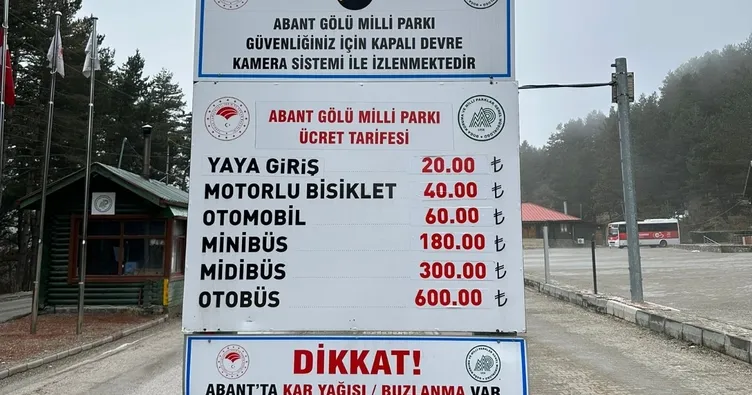 ABANT GÖLÜ MİLLİ PARKI
GÜVENLİĞİNİZ İÇİN KAPALI DEVRE
KAMERA SİSTEMİ İLE İZLENMEKTEDİR
ABANT GÖLÜ MİLLİ PARKI
ÜCRET TARİFESİ
YAYA GİRİŞ 20.00 ₺
MOTORLU BİSİKLET 40.00 ₺
OTOMOBİL 60.00 ₺
MİNİBÜS 180.00 ₺
MİDİBÜS 300.00 ₺
OTOBÜS 600.00 ₺
DİKKAT!
ABANT'TA KAR YAĞIŞI / BUZLANMA VAR